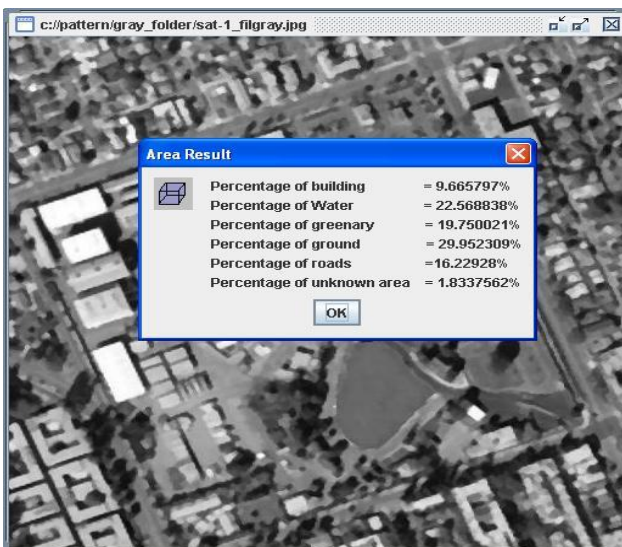 c://pattern/gray_folder/sat-1_filgray.jpg
Area Result
Percentage of building = 9.665797%
Percentage of Water = 22.568838%
Percentage of greenary = 19.750021%
Percentage of ground = 29.952309%
Percentage of roads =16.22928%
Percentage of unknown area = 1.8337562%
OK